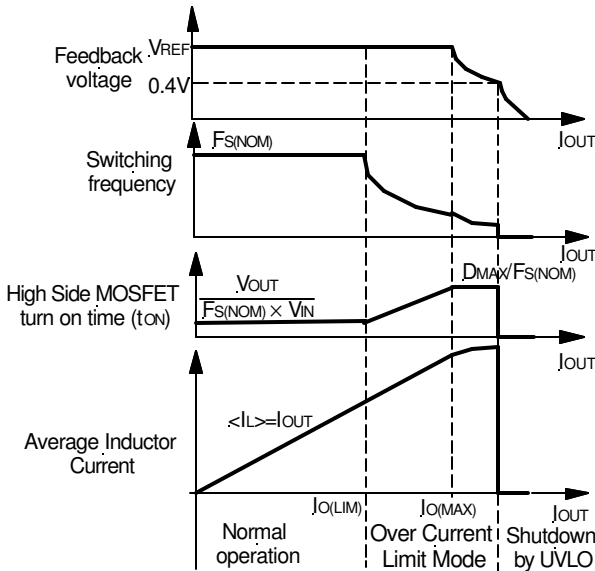 Feedback
voltage
VREF
0.4V
IOUT
Switching
frequency
FS(NOM)
IOUT
High Side MOSFET
turn on time (tON)
VOUT
FS(NOM) × VIN
DMAX/FS(NOM)
IOUT
Average Inductor
Current
<IL>=IOUT
IO(LIM)
IO(MAX)
IOUT
Normal
operation
Over Current
Limit Mode
Shutdown
by UVLO